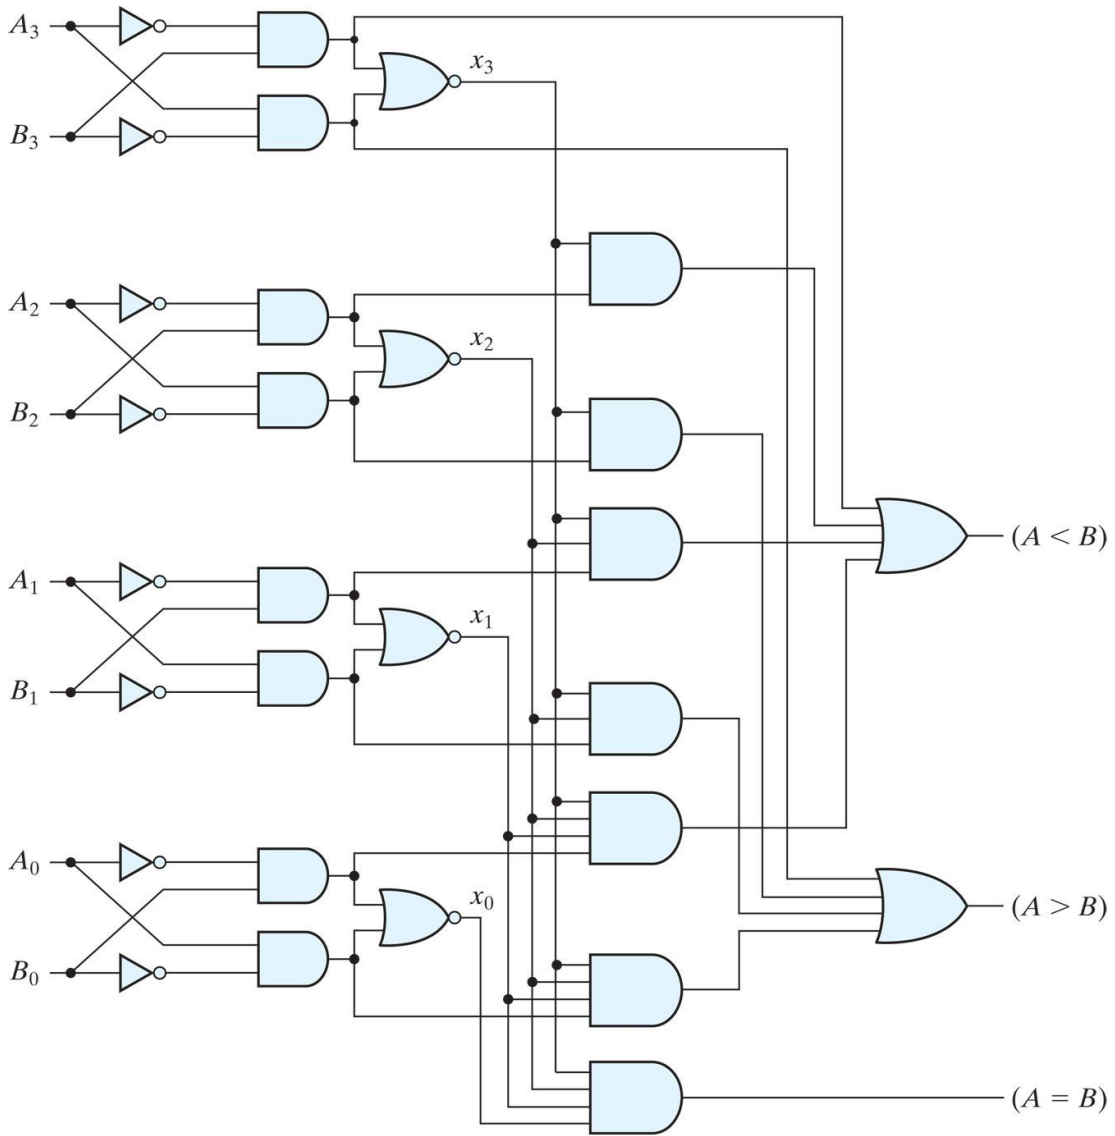 A₃
x₃
B₃
A₂
x₂
B₂
(A < B)
A₁
x₁
B₁
A₀
x₀
(A > B)
B₀
(A = B)